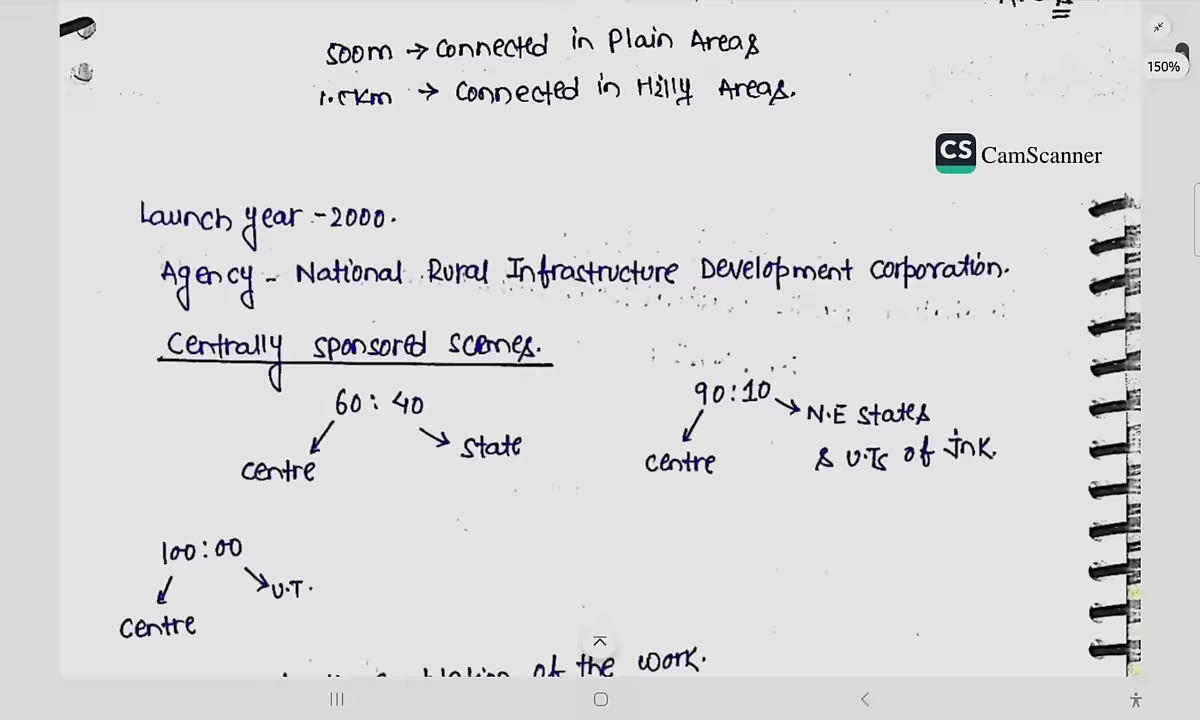 500m → Connected in Plain Areas
→ Connected in Hilly Areas.
150%
CS CamScanner
Launch year - 2000.
Agency - National Rural Infrastructure Development corporation.
Centrally sponsored scemes.
60 : 40
90 : 10
N.E States
State
& U.Ts of JnK.
Centre
Centre
100 : 00
U.T.
Centre
of the work.